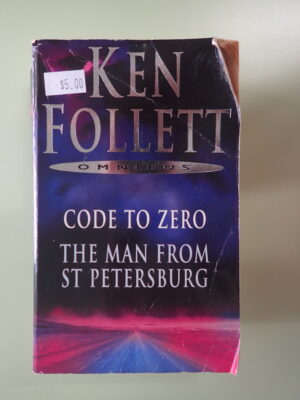 $5.00
KEN
FOLLETT
OMNIBUS
CODE TO ZERO
THE MAN FROM
ST PETERSBURG